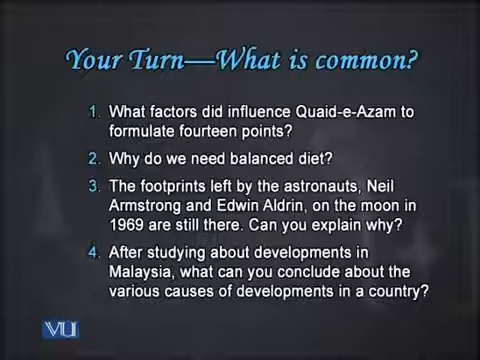 Your Turn—What is common?
1. What factors did influence Quaid-e-Azam to
formulate fourteen points?
2. Why do we need balanced diet?
3. The footprints left by the astronauts, Neil
Armstrong and Edwin Aldrin, on the moon in
1969 are still there. Can you explain why?
4. After studying about developments in
Malaysia, what can you conclude about the
various causes of developments in a country?
VU